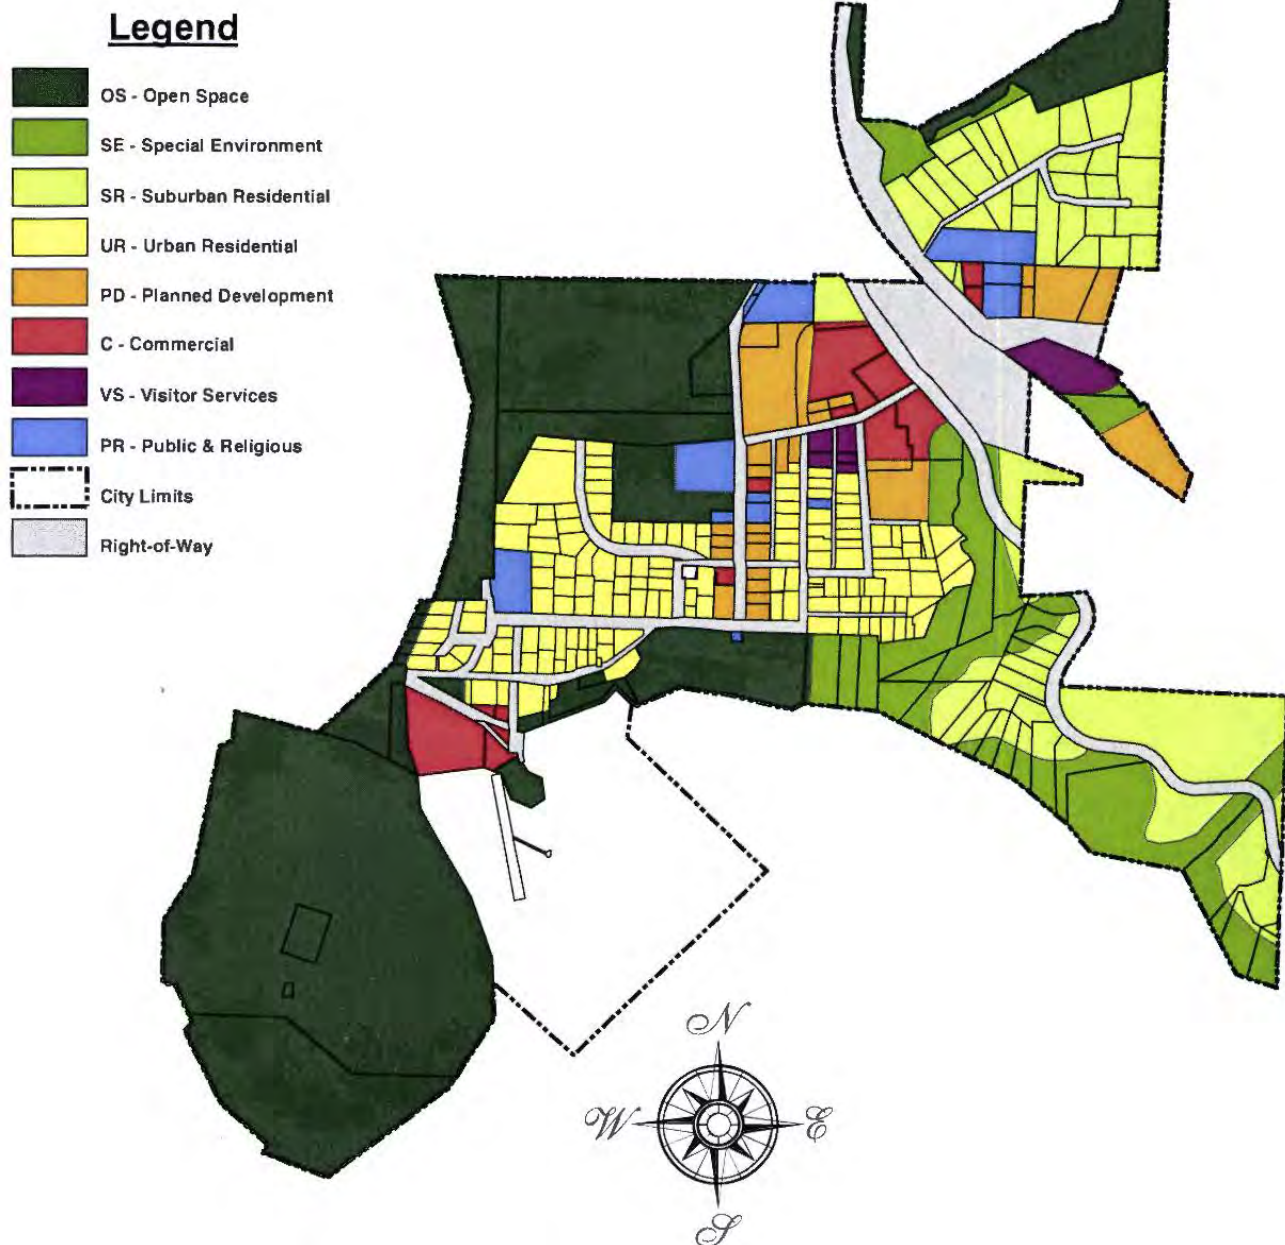 Legend
OS - Open Space
SE - Special Environment
SR - Suburban Residential
UR - Urban Residential
PD - Planned Development
C - Commercial
VS - Visitor Services
PR - Public & Religious
City Limits
Right-of-Way
N
W E
S